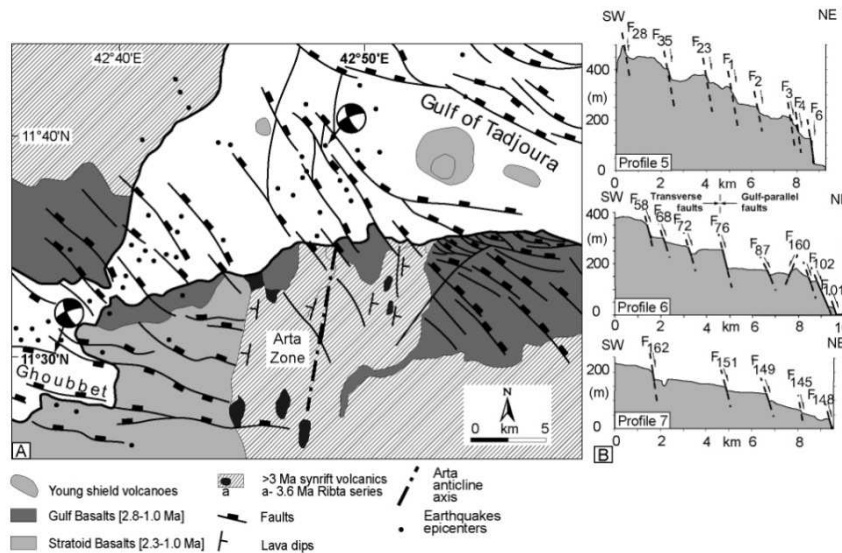 42°40'E
42°50'E
11°40'N
Gulf of Tadjoura
11°30'N
Ghoubbet
Arta
Zone
N
0 km 5
A
Young shield volcanoes
Gulf Basalts [2.8-1.0 Ma]
Stratoid Basalts [2.3-1.0 Ma]
>3 Ma synrift volcanics
a
a- 3.6 Ma Ribta series
Faults
Lava dips
Arta
anticline
axis
Earthquakes
epicenters
SW NE
F28 F35 F23 F1 F2 F3 F4 F6
400
(m)
200
0
Profile 5
0 2 4 6 8
km
Transverse
faults
Gulf-parallel
faults
SW NE
F58 F68 F72 F76 F87 F160 F102 F101
400
(m)
200
0
Profile 6
0 2 4 6 8 10
km
SW NE
F162 F151 F149 F145 F148
200
(m)
0
Profile 7
B
0 2 4 6 8
km